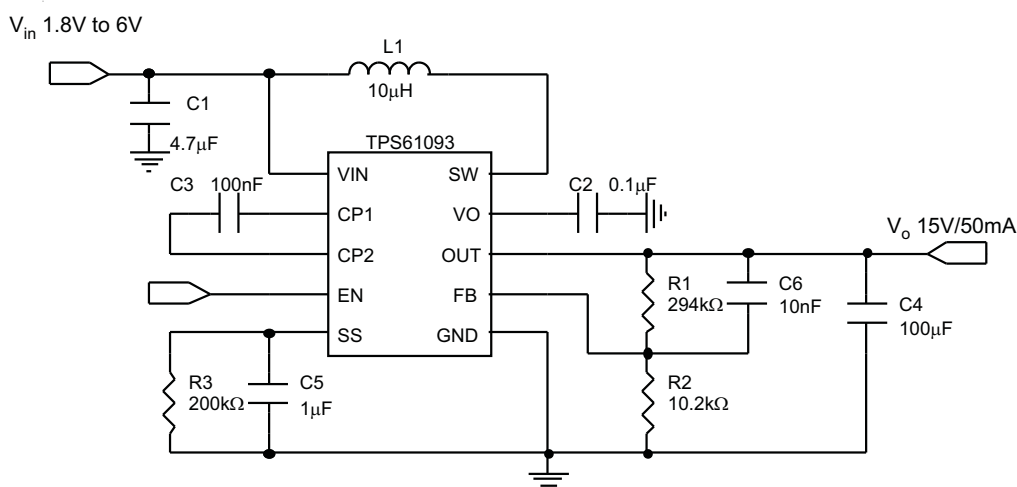 Vin 1.8V to 6V
L1
10µH
C1
4.7µF
TPS61093
C3 100nF
VIN
SW
C2 0.1µF
CP1
VO
Vo 15V/50mA
CP2
OUT
EN
FB
R1
294kΩ
C6
10nF
C4
100µF
SS
GND
R3
200kΩ
C5
1µF
R2
10.2kΩ